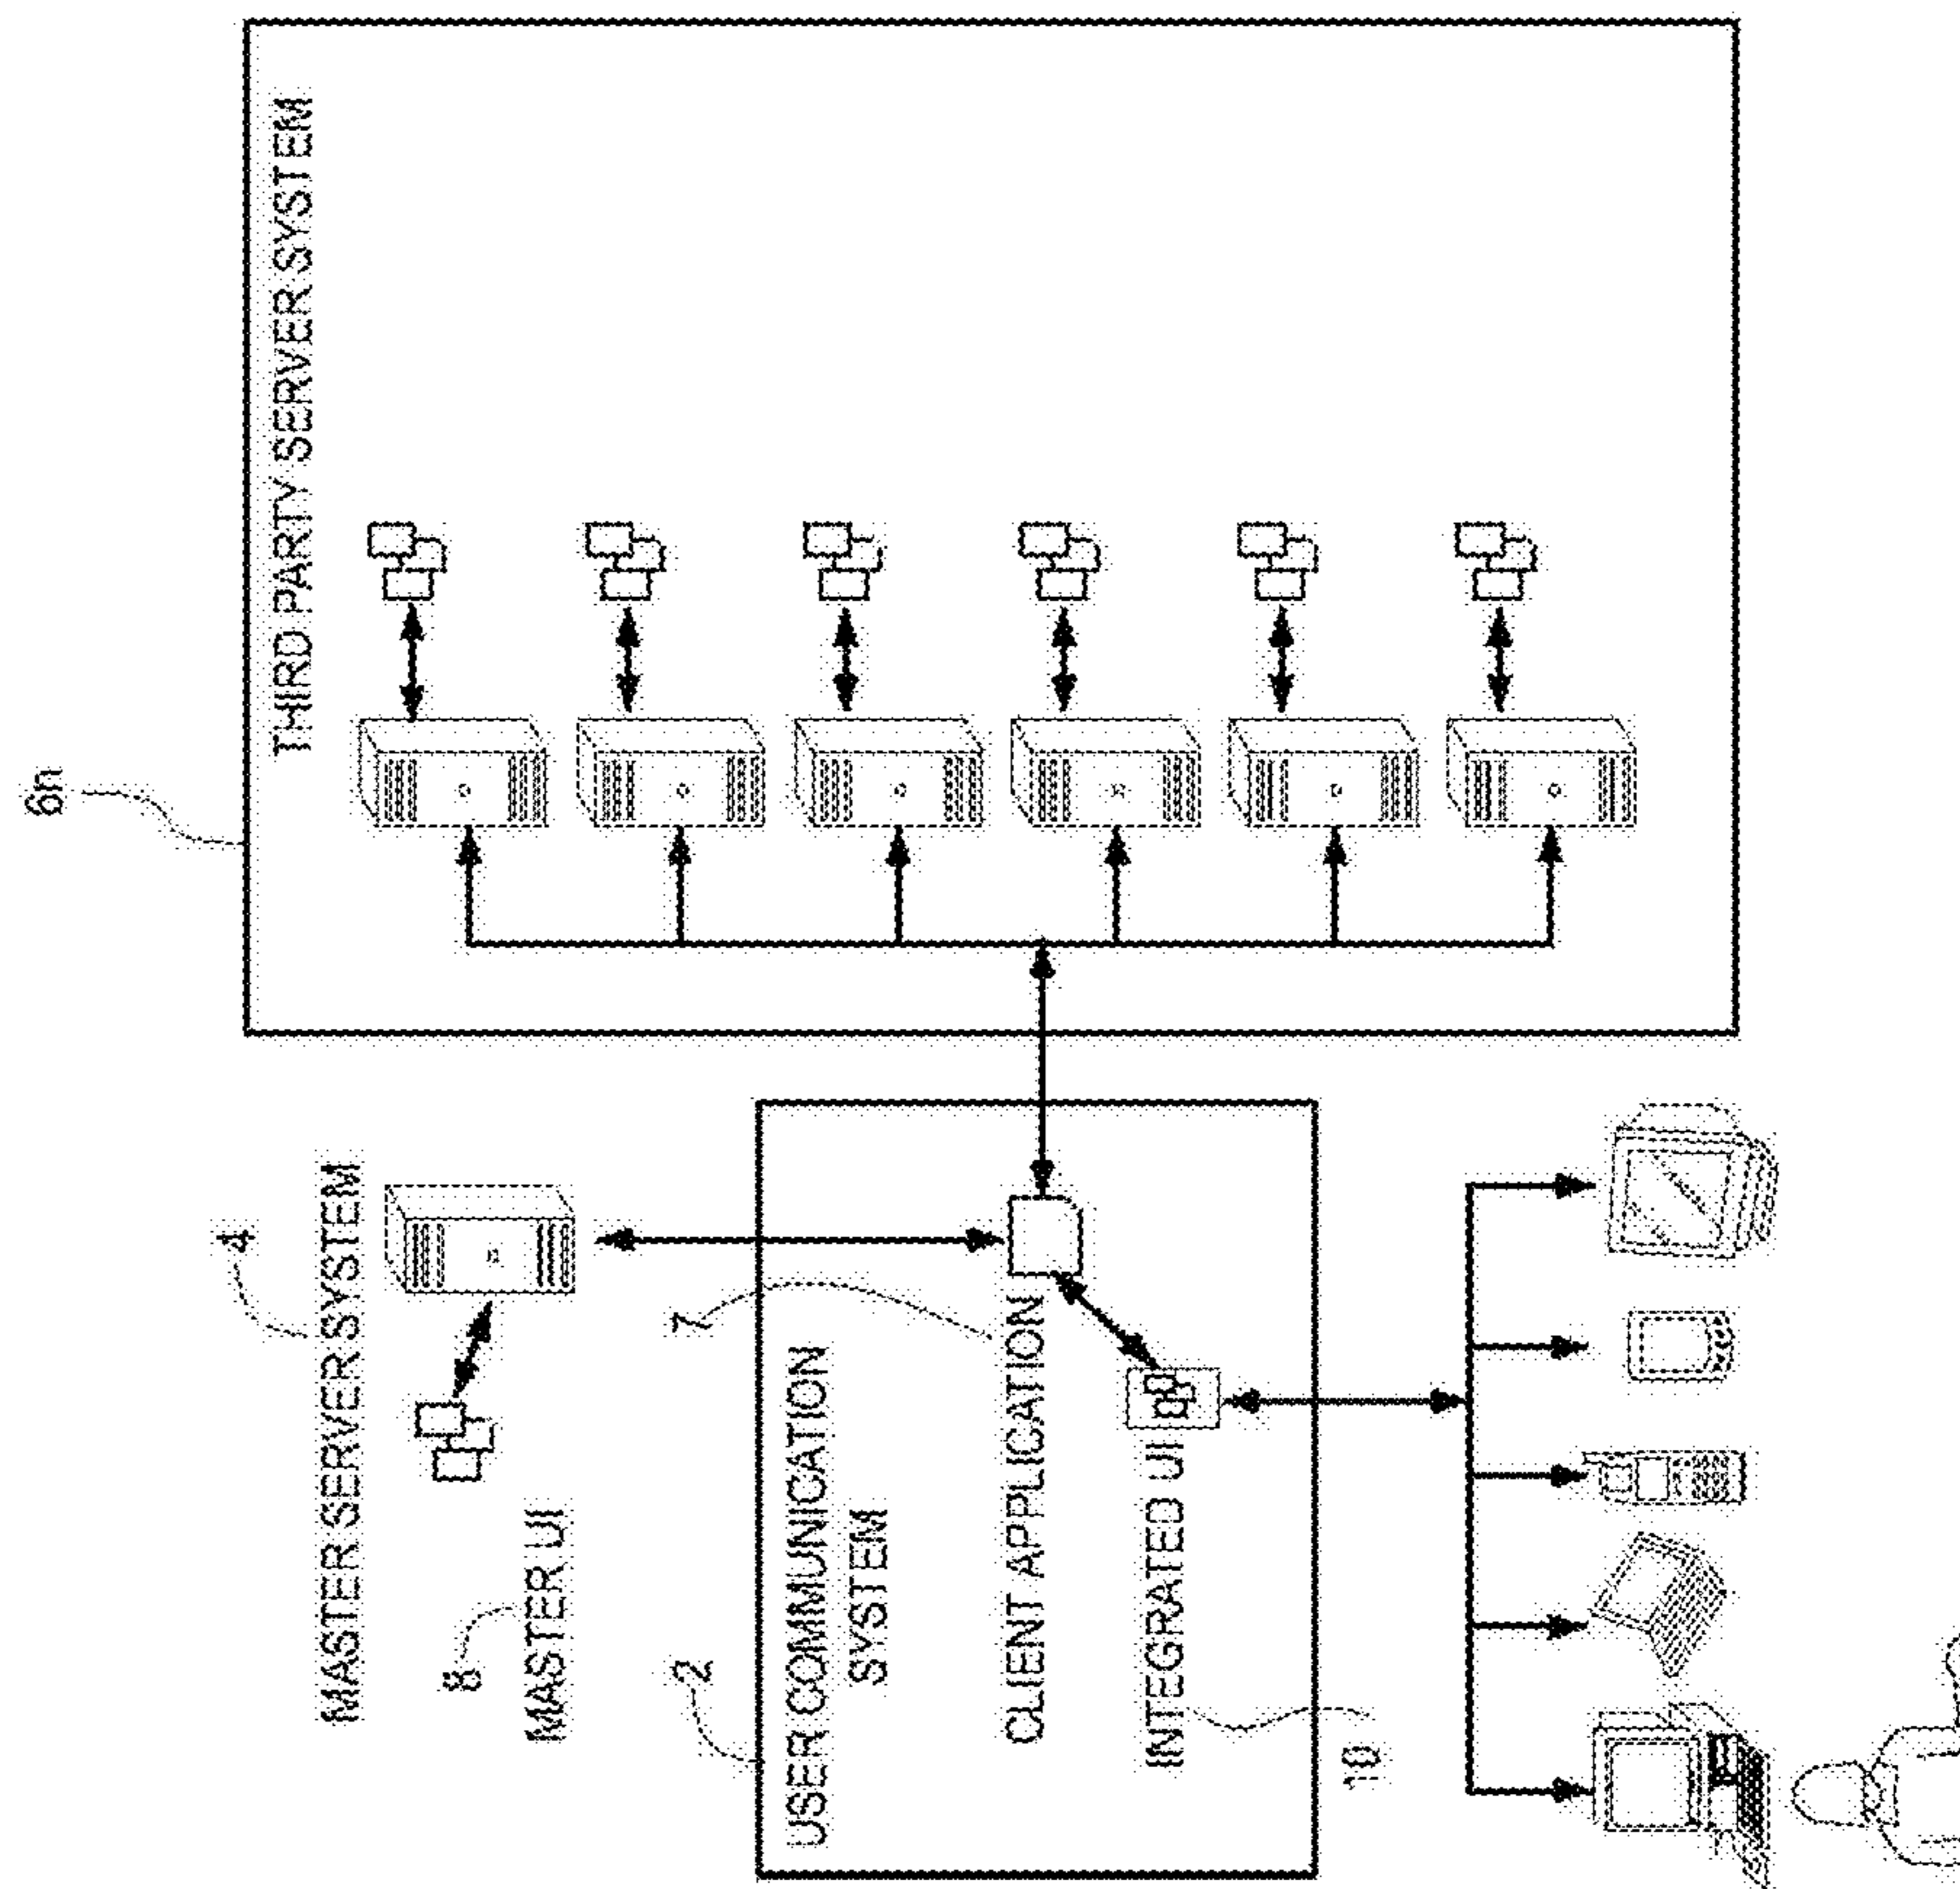 6n
THIRD PARTY SERVER SYSTEM
4
MASTER SERVER SYSTEM
8
MASTER UI
7
2
USER COMMUNICATION
SYSTEM
CLIENT APPLICATION
INTEGRATED UI
10